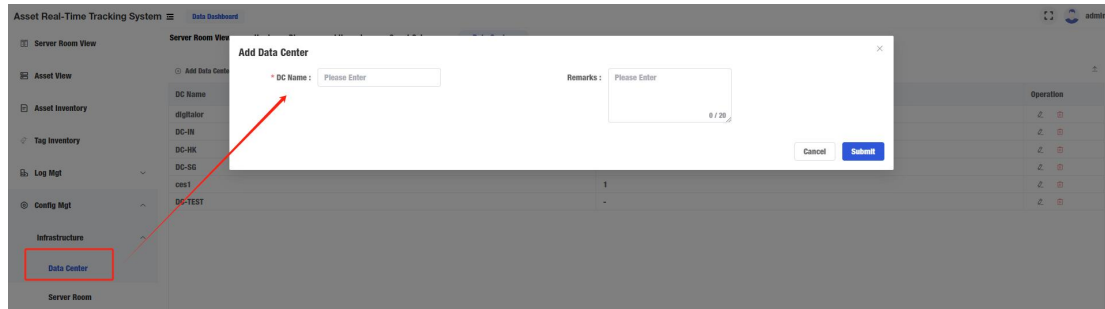 Asset Real-Time Tracking System Data Dashboard admin
Server Room View
Server Room View
Add Data Center
* DC Name : Please Enter
Remarks : Please Enter
0 / 20
Cancel Submit
Asset View
Asset Inventory
Tag Inventory
Log Mgt
Config Mgt
Infrastructure
Data Center
Server Room
Add Data Cente
DC Name Operation
digitalor
DC-IN
DC-HK
DC-SG
ces1 1
DC-TEST -